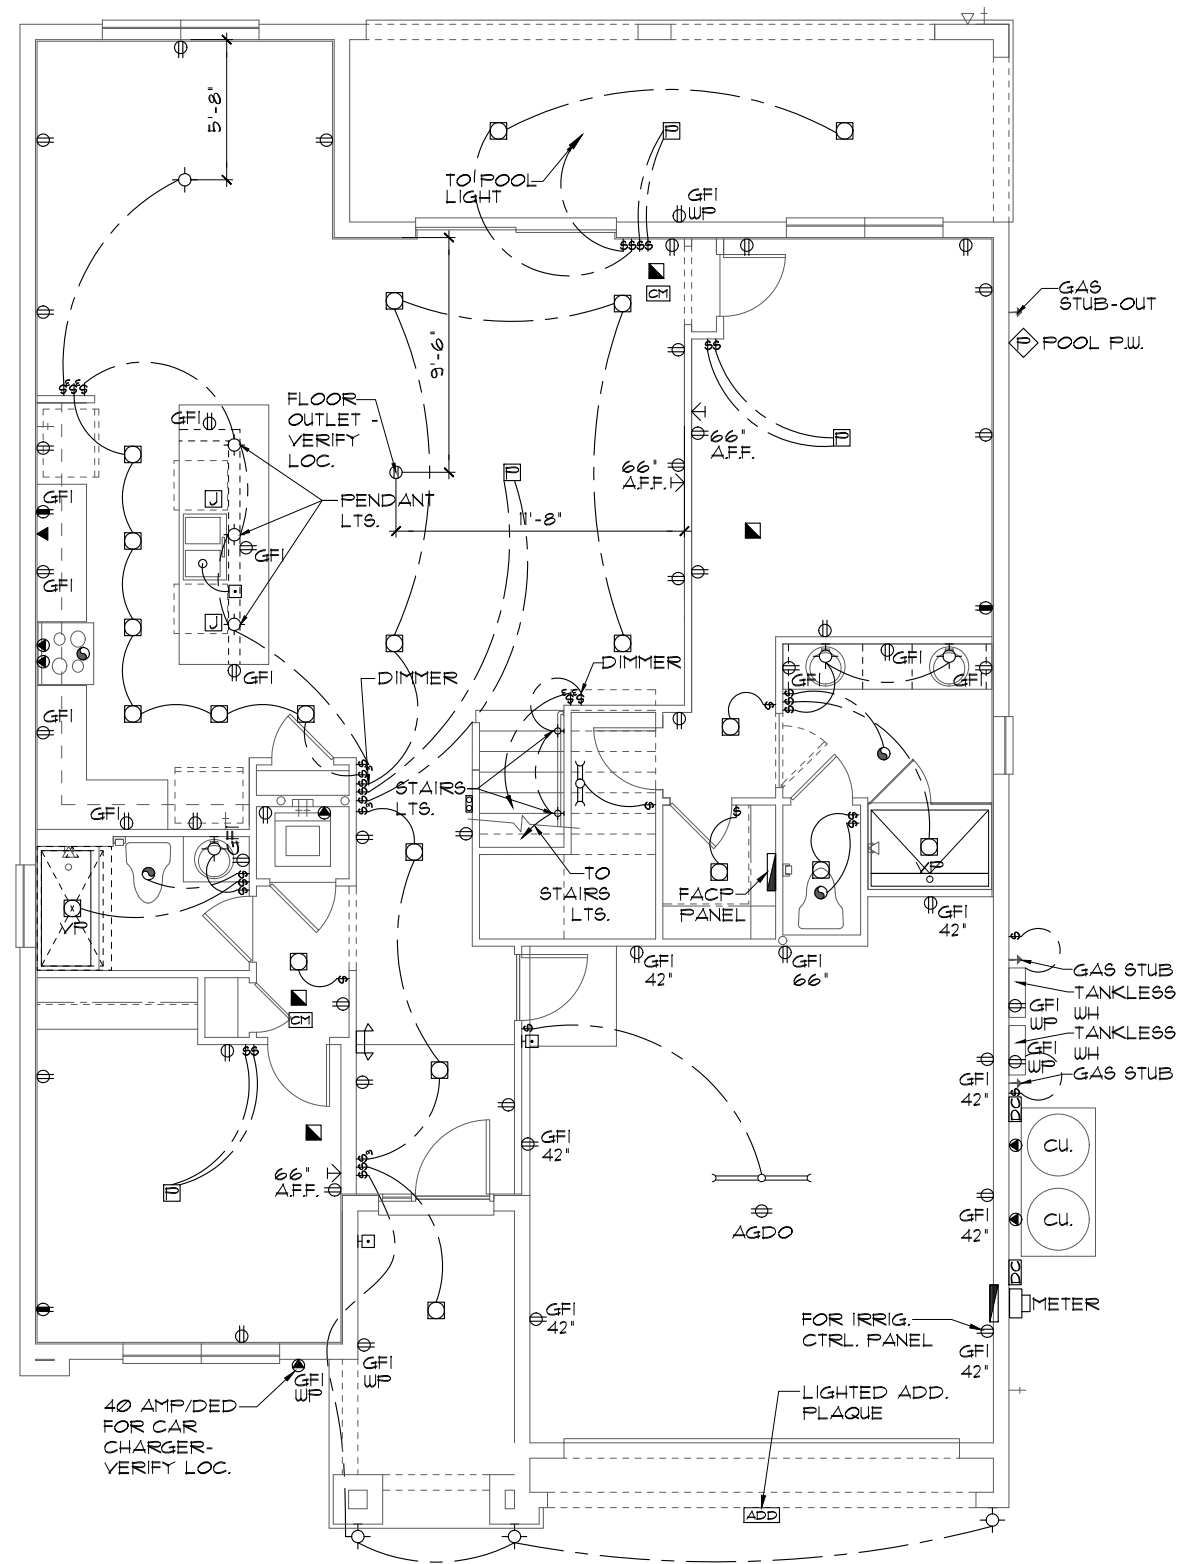 5'-8"
P
TO POOL
LIGHT
GFI
WP
$$$$
CM
GAS
STUB-OUT
P
POOL P.W.
9'-6"
$$
$$$
FLOOR
OUTLET -
VERIFY
LOC.
GFI
66"
A.F.F.
P
66"
A.F.F.
P
GFI
J
PENDANT
LTS.
11'-8"
GFI
GFI
J
GFI
GFI
DIMMER
DIMMER
GFI
GFI
GFI
STAIRS
LTS.
GFI
GFI
VR
TO
STAIRS
LTS.
FACP
PANEL
XP
GFI
42"
GFI
42"
GFI
66"
GAS STUB
TANKLESS
WH
GFI
WP
TANKLESS
WH
GFI
WP
GAS STUB
CM
GFI
42"
DC
GFI
42"
CU.
66"
A.F.F.
P
AGDO
GFI
42"
CU.
DC
METER
GFI
42"
FOR IRRIG.
CTRL. PANEL
GFI
42"
GFI
WP
GFI
WP
40 AMP/DED
FOR CAR
CHARGER-
VERIFY LOC.
LIGHTED ADD.
PLAQUE
ADD